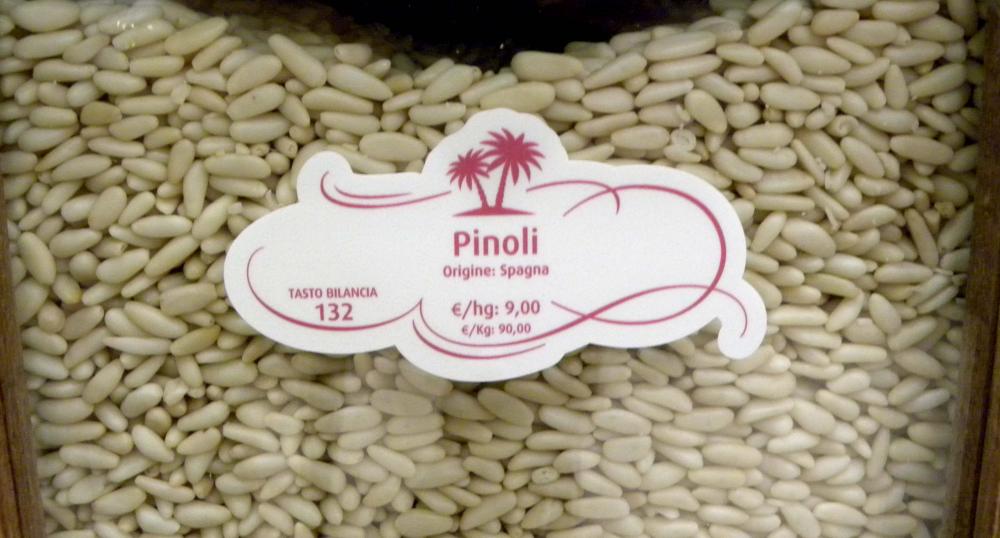 Pinoli
Origine: Spagna
TASTO BILANCIA
132
€/hg: 9,00
€/Kg: 90,00